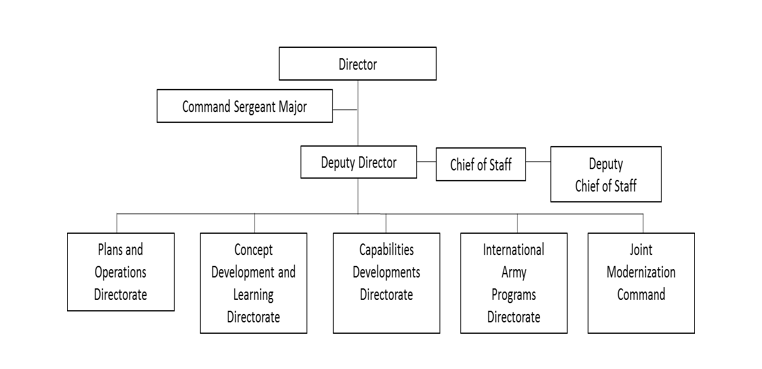 Director
Command Sergeant Major
Deputy Director
Chief of Staff
Deputy
Chief of Staff
Plans and
Operations
Directorate
Concept
Development and
Learning
Directorate
Capabilities
Developments
Directorate
International
Army
Programs
Directorate
Joint
Modernization
Command